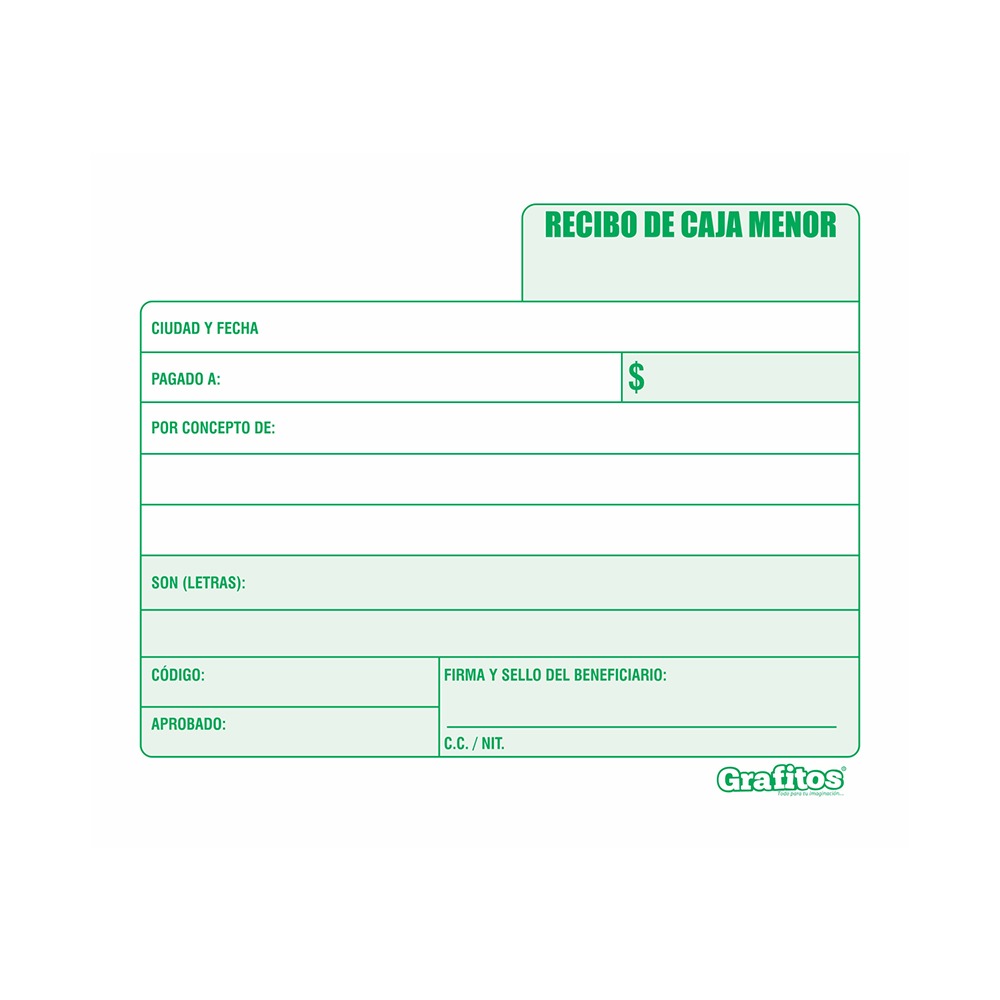 RECIBO DE CAJA MENOR
CIUDAD Y FECHA
PAGADO A:
$
POR CONCEPTO DE:
SON (LETRAS):
CÓDIGO:
FIRMA Y SELLO DEL BENEFICIARIO:
APROBADO:
C.C. / NIT.
Grafitos®
Todo para tu imaginación...